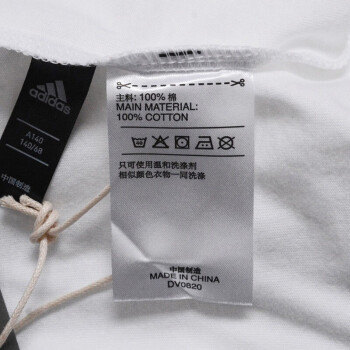 adidas
A140
140/68
中国制造
主料: 100% 棉
MAIN MATERIAL:
100% COTTON
只可使用温和洗涤剂
相似颜色衣物一同洗涤
中国制造
MADE IN CHINA
DV0820